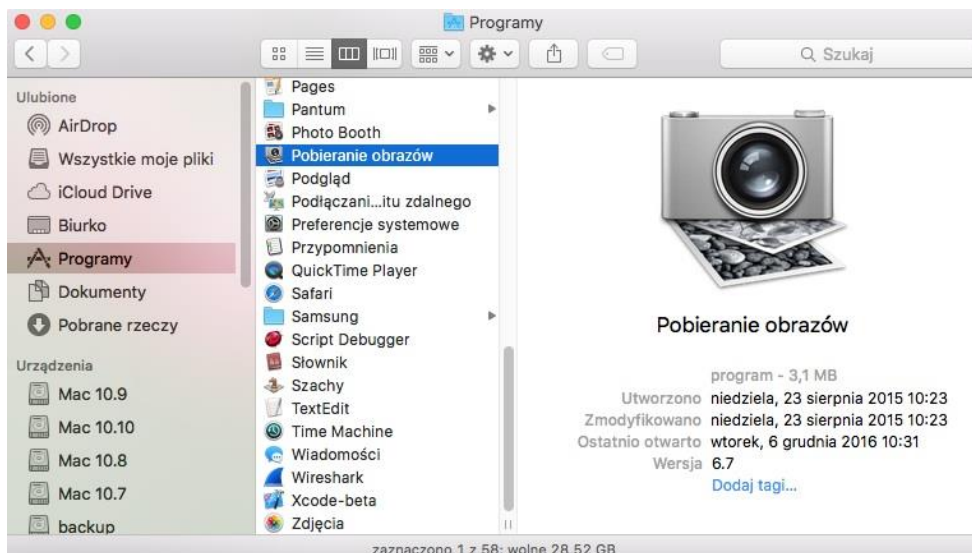 Programy
Szukaj
Ulubione
AirDrop
Wszystkie moje pliki
iCloud Drive
Biurko
Programy
Dokumenty
Pobrane rzeczy
Urządzenia
Mac 10.9
Mac 10.10
Mac 10.8
Mac 10.7
backup
Pages
Pantum
Photo Booth
Pobieranie obrazów
Podgląd
Podłączani...itu zdalnego
Preferencje systemowe
Przypomnienia
QuickTime Player
Safari
Samsung
Script Debugger
Słownik
Szachy
TextEdit
Time Machine
Wiadomości
Wireshark
Xcode-beta
Zdjęcia
Pobieranie obrazów
program - 3,1 MB
Utworzono niedziela, 23 sierpnia 2015 10:23
Zmodyfikowano niedziela, 23 sierpnia 2015 10:23
Ostatnio otwarto wtorek, 6 grudnia 2016 10:31
Wersja 6.7
Dodaj tagi...
zaznaczono 1 z 58; wolne 28,52 GB